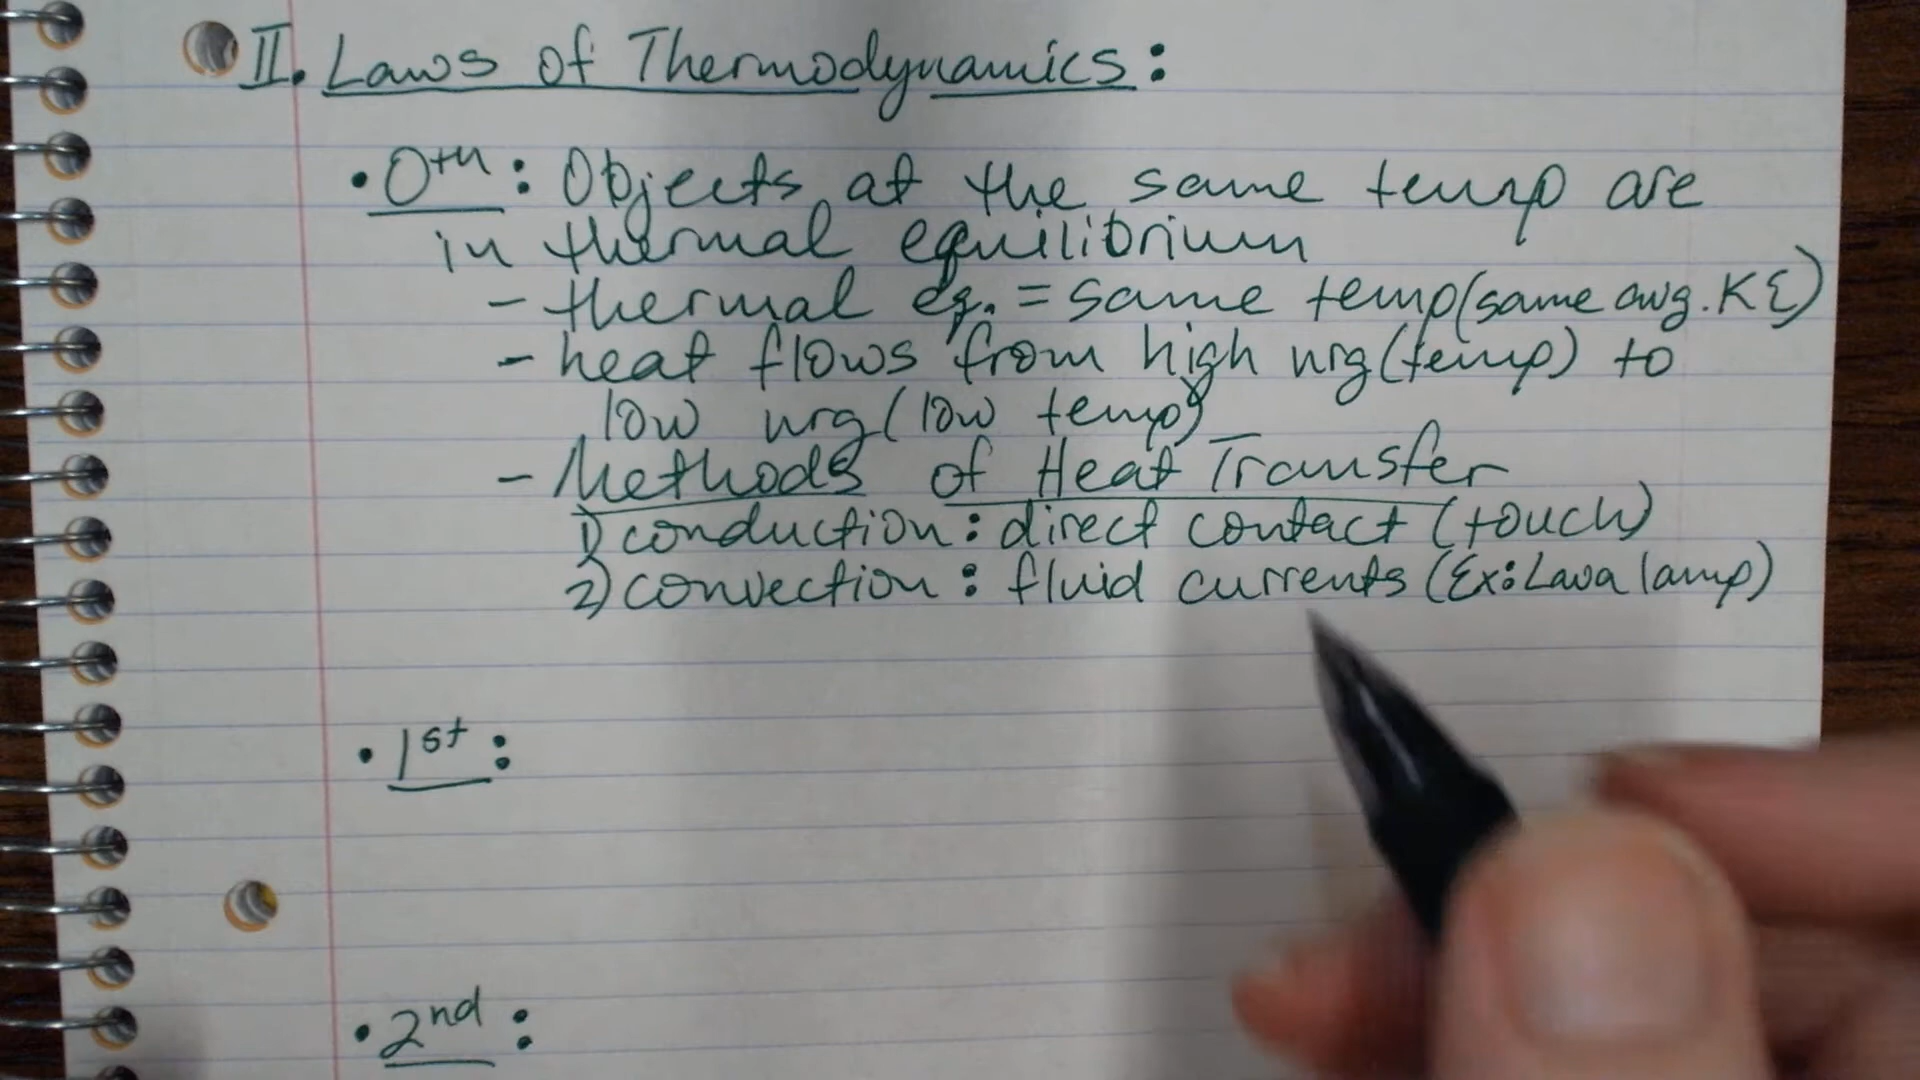 II. Laws of Thermodynamics:
• 0th: Objects at the same temp are
in thermal equilibrium
- thermal eq. = same temp(same avg. KE)
- heat flows from high nrg(temp) to
low nrg(low temp)
- Methods of Heat Transfer
1) conduction: direct contact (touch)
2) convection: fluid currents (Ex: Lava lamp)
• 1st:
• 2nd: